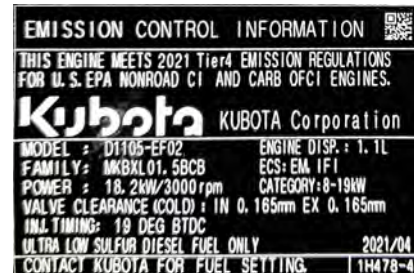 EMISSION CONTROL INFORMATION
THIS ENGINE MEETS 2021 Tier4 EMISSION REGULATIONS
FOR U.S.EPA NONROAD CI AND CARB OFCI ENGINES.
Kubota KUBOTA Corporation
MODEL : D1105-EF02 ENGINE DISP.: 1.1L
FAMILY: MKBXL01.5BCB ECS:EM, IFI
POWER : 18.2kW/3000rpm CATEGORY:8-19kW
VALVE CLEARANCE (COLD) : IN 0.165mm EX 0.165mm
INJ.TIMING: 19 DEG BTDC
ULTRA LOW SULFUR DIESEL FUEL ONLY 2021/04
CONTACT KUBOTA FOR FUEL SETTING. 1H478-4